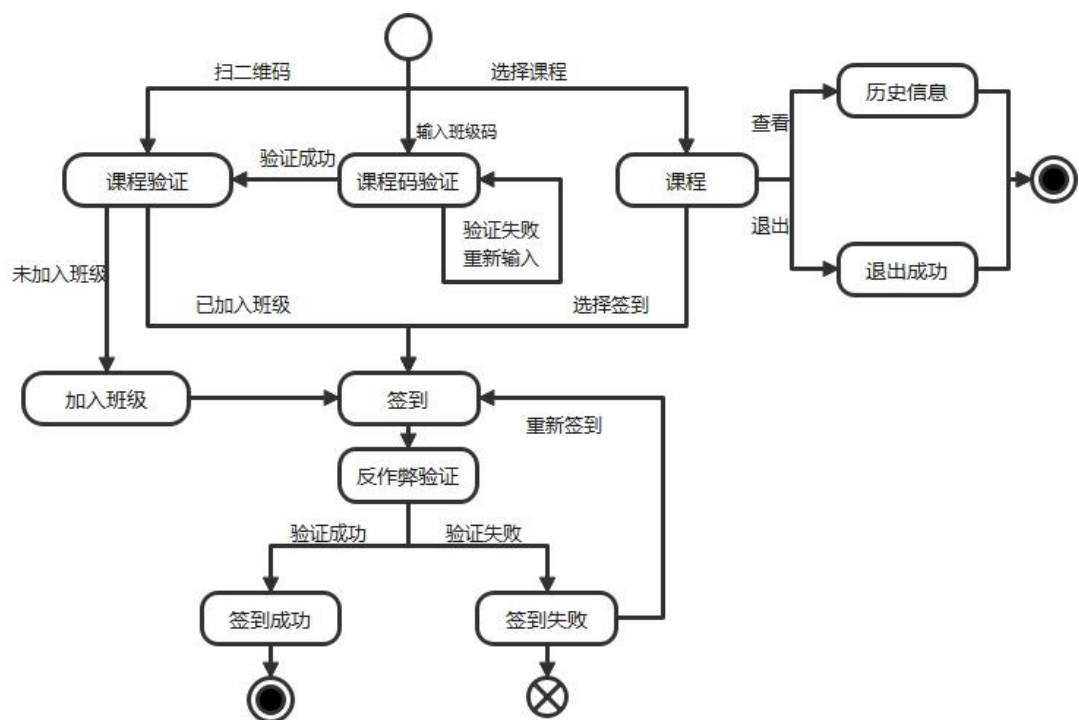 扫二维码
选择课程
历史信息
查看
输入班级码
验证成功
课程验证
课程码验证
课程
验证失败
重新输入
退出
退出成功
未加入班级
已加入班级
选择签到
加入班级
签到
重新签到
反作弊验证
验证成功
验证失败
签到成功
签到失败